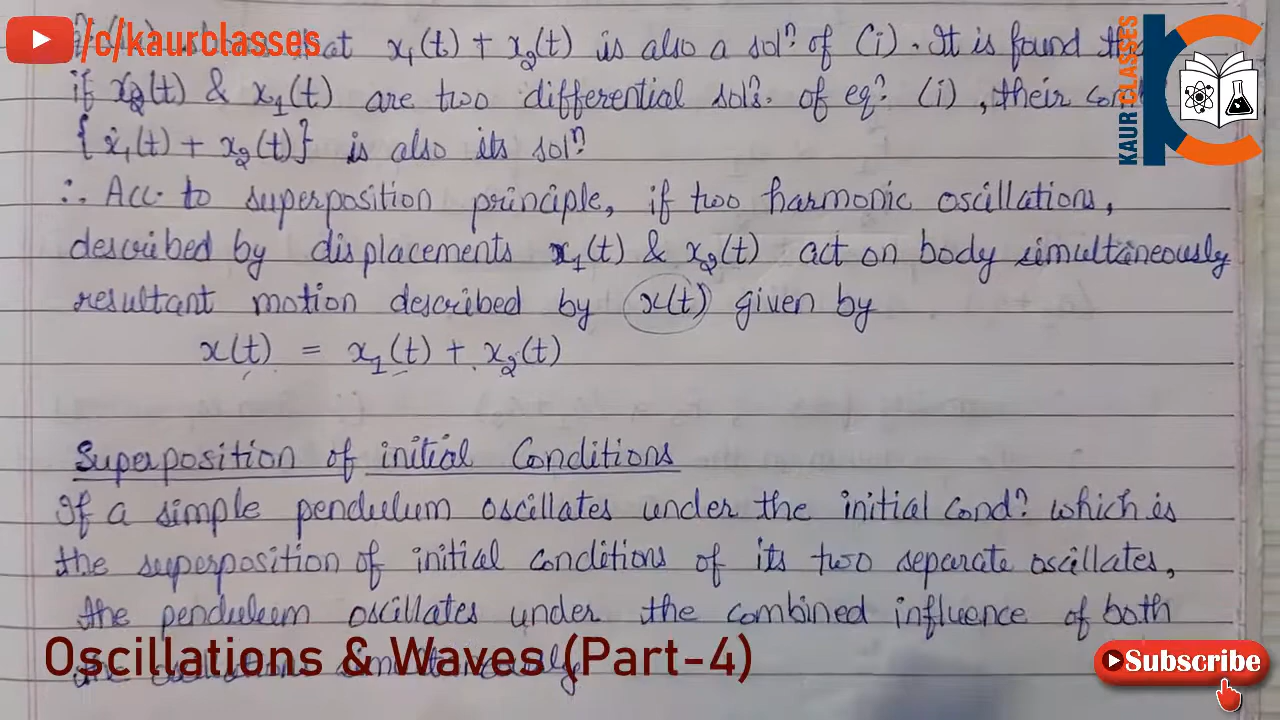 /c/kaurclasses
that x₁(t) + x₂(t) is also a solⁿ of (i). It is found
if x₂(t) & x₁(t) are two differential solⁿs. of eqⁿ (i), their
{x₁(t) + x₂(t)} is also its solⁿ
∴ Acc. to superposition principle, if two harmonic oscillations,
described by displacements x₁(t) & x₂(t) act on body simultaneously
resultant motion described by x(t) given by
x(t) = x₁(t) + x₂(t)
Superposition of initial Conditions
If a simple pendulum oscillates under the initial condⁿ which is
the superposition of initial conditions of its two separate oscillates,
the pendulum oscillates under the combined influence of both
Oscillations & Waves (Part-4)
KAUR CLASSES
Subscribe